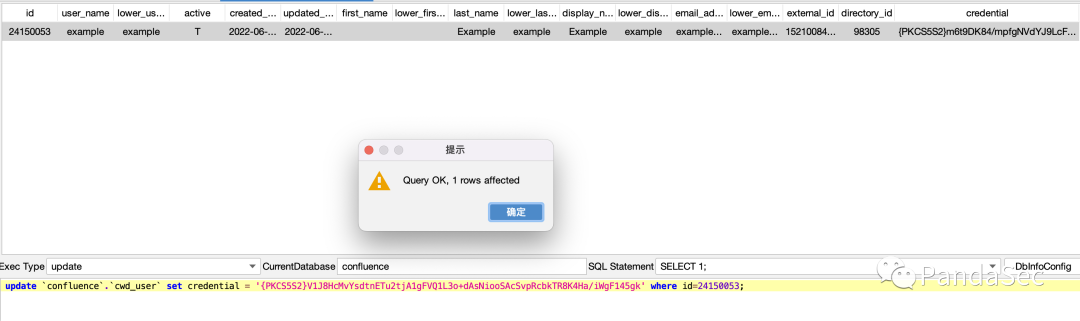 id user_name lower_us... active created_... updated_... first_name lower_firs... last_name lower_las... display_n... lower_dis... email_ad... lower_em... external_id directory_id credential
24150053 example example T 2022-06-... 2022-06-... Example example Example example example... example... 15210084... 98305 {PKCS5S2}m6t9DK84/mpfgNVdYJ9LcF...
提示
Query OK, 1 rows affected
确定
Exec Type update CurrentDatabase confluence SQL Statement SELECT 1; DbInfoConfig
PandaSec
update `confluence`.`cwd_user` set credential = '{PKCS5S2}V1J8HcMvYsdtnETu2tjA1gFVQ1L3o+dAsNiooSAcSvpRcbkTR8K4Ha/iWgF145gk' where id=24150053;